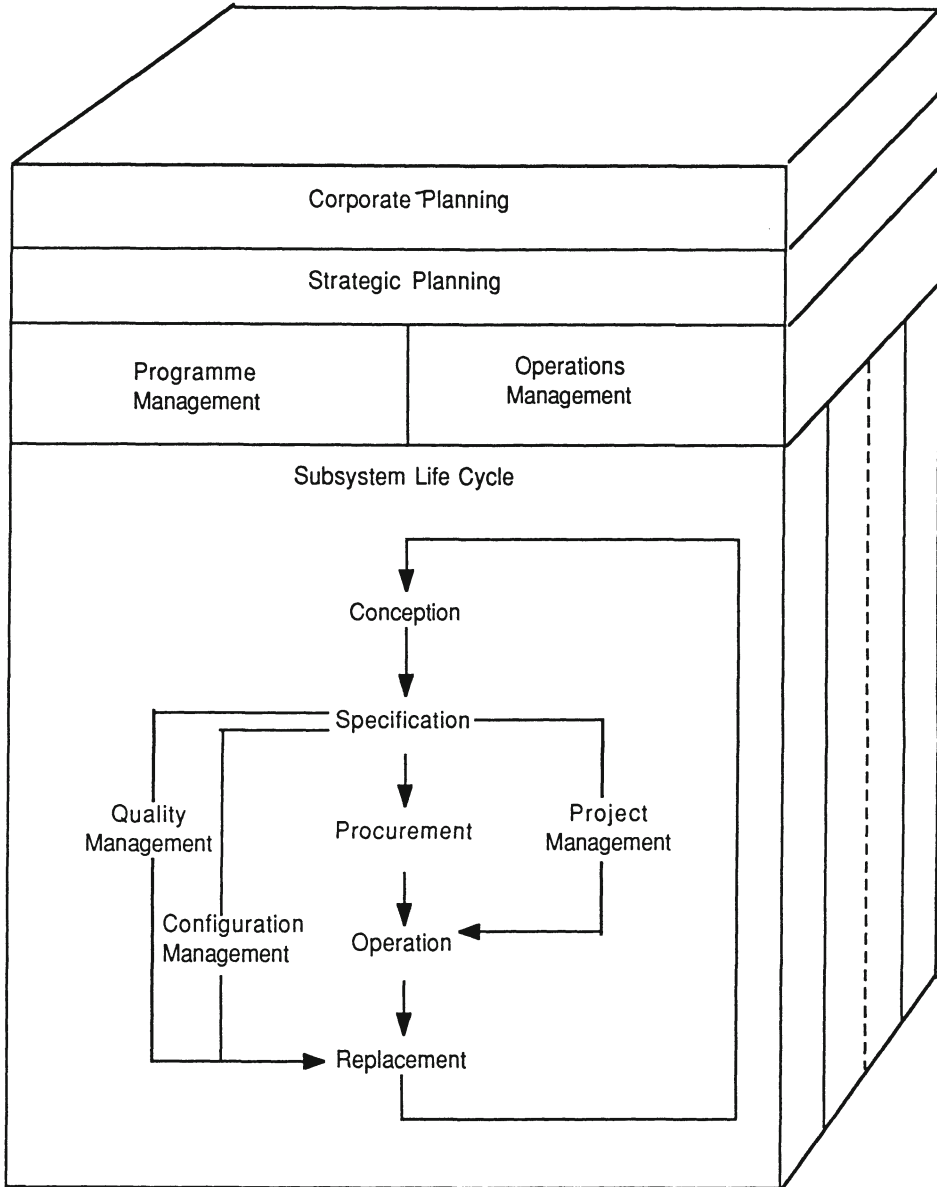 Corporate Planning
Strategic Planning
Programme
Management
Operations
Management
Subsystem Life Cycle
Conception
Specification
Quality
Management
Procurement
Project
Management
Configuration
Management
Operation
Replacement